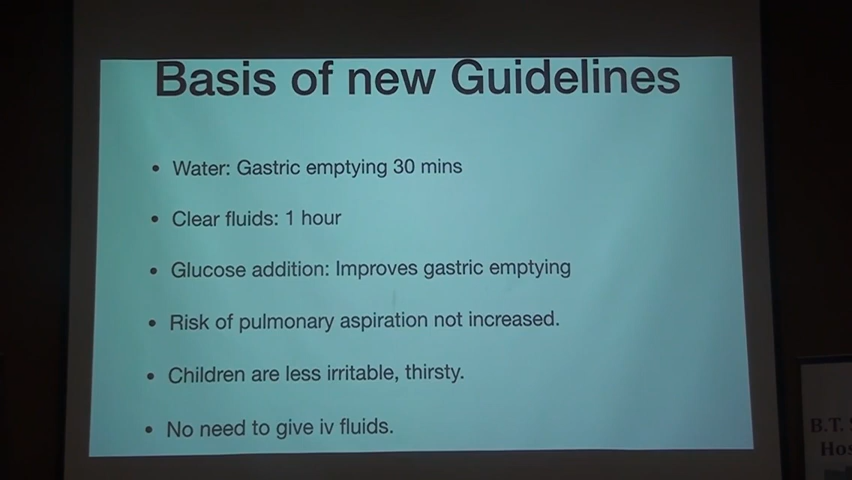 Basis of new Guidelines
• Water: Gastric emptying 30 mins
• Clear fluids: 1 hour
• Glucose addition: Improves gastric emptying
• Risk of pulmonary aspiration not increased.
• Children are less irritable, thirsty.
• No need to give iv fluids.
B.T.